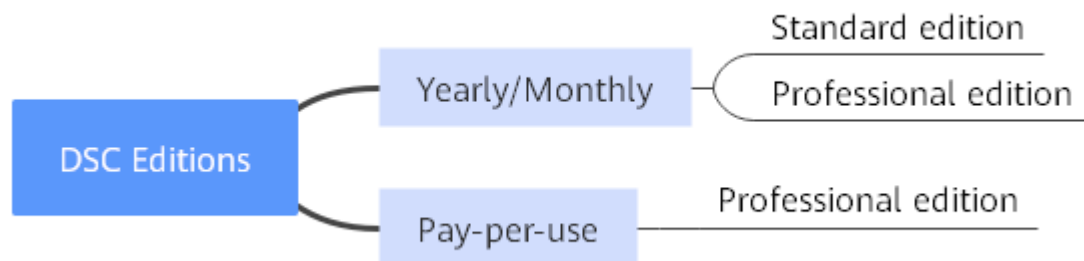 DSC Editions
Yearly/Monthly
Standard edition
Professional edition
Pay-per-use
Professional edition